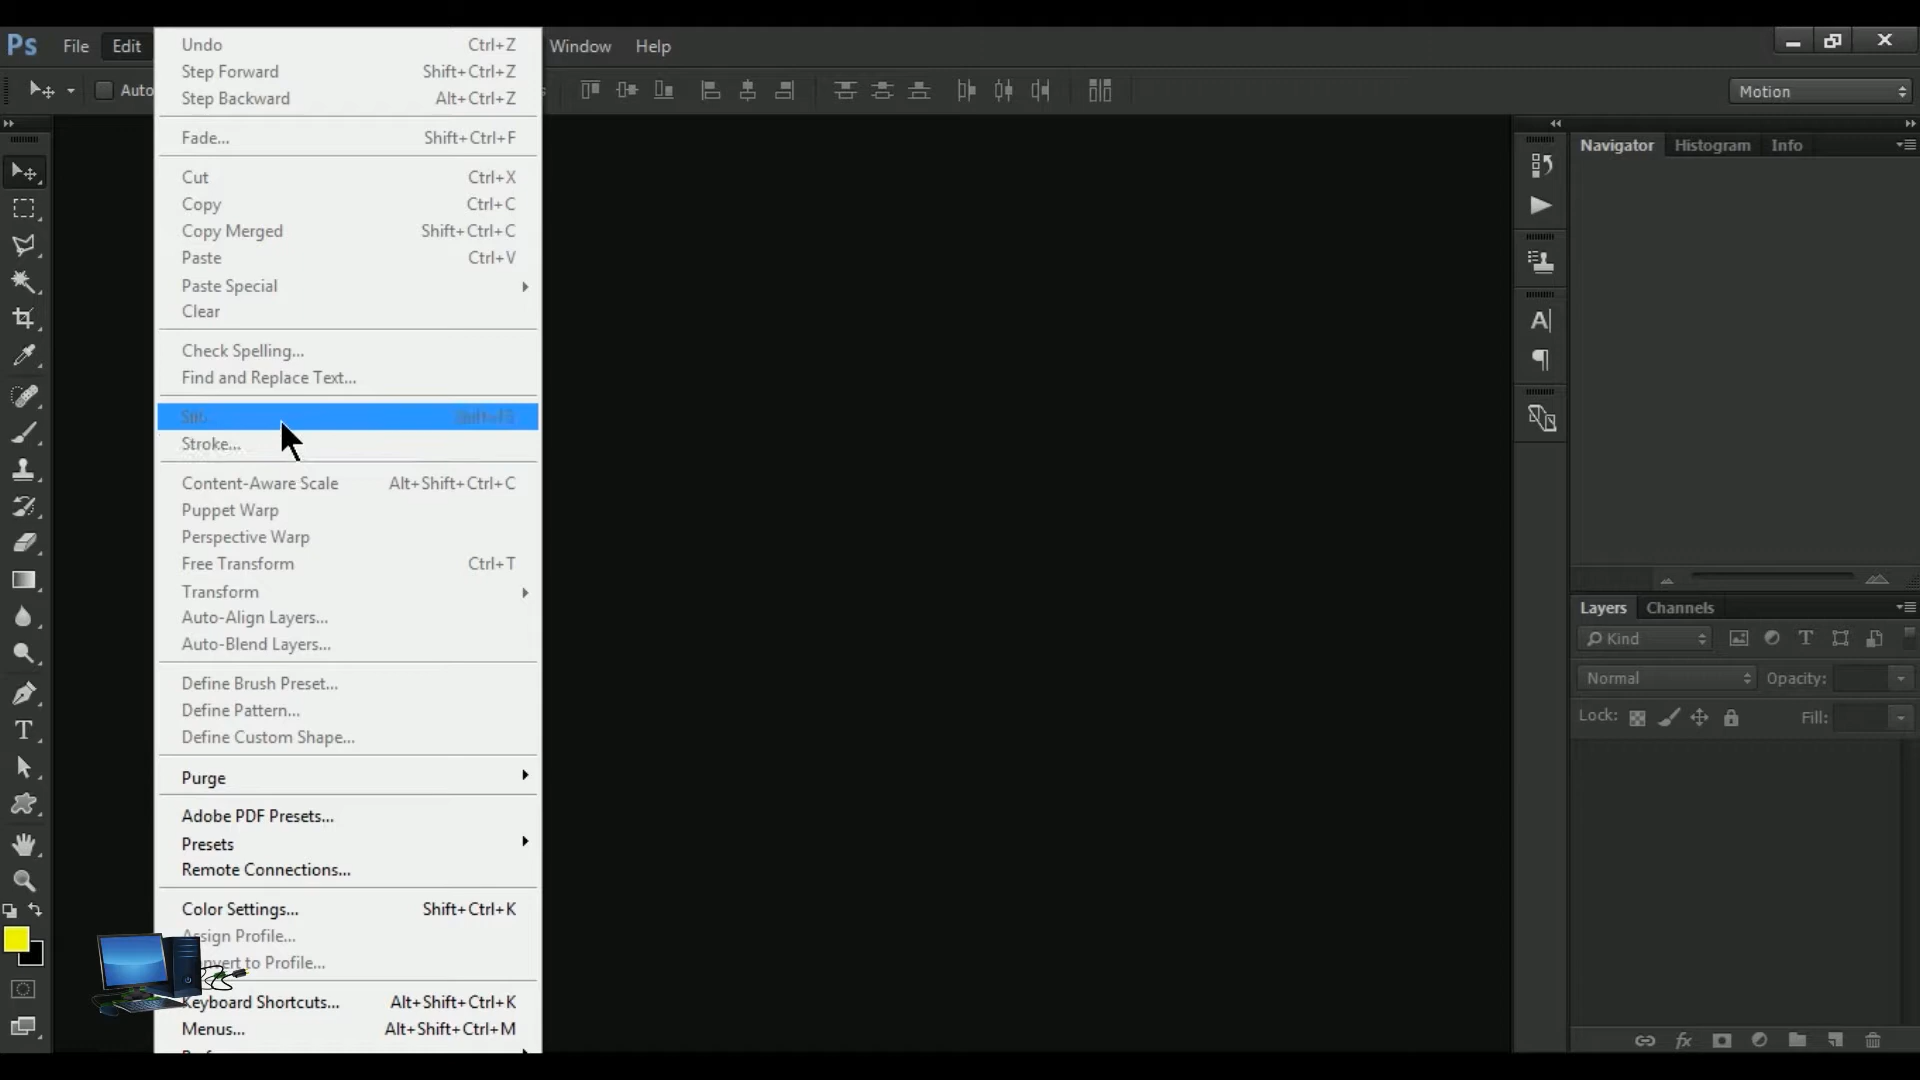 Ps File Edit Window Help
Auto
Motion
Undo Ctrl+Z
Step Forward Shift+Ctrl+Z
Step Backward Alt+Ctrl+Z
Fade... Shift+Ctrl+F
Cut Ctrl+X
Copy Ctrl+C
Copy Merged Shift+Ctrl+C
Paste Ctrl+V
Paste Special
Clear
Check Spelling...
Find and Replace Text...
Stroke...
Content-Aware Scale Alt+Shift+Ctrl+C
Puppet Warp
Perspective Warp
Free Transform Ctrl+T
Transform
Auto-Align Layers...
Auto-Blend Layers...
Define Brush Preset...
Define Pattern...
Define Custom Shape...
Purge
Adobe PDF Presets...
Presets
Remote Connections...
Color Settings... Shift+Ctrl+K
Assign Profile...
to Profile...
Keyboard Shortcuts... Alt+Shift+Ctrl+K
Menus... Alt+Shift+Ctrl+M
Navigator Histogram Info
Layers Channels
Kind
Normal Opacity:
Lock: Fill: